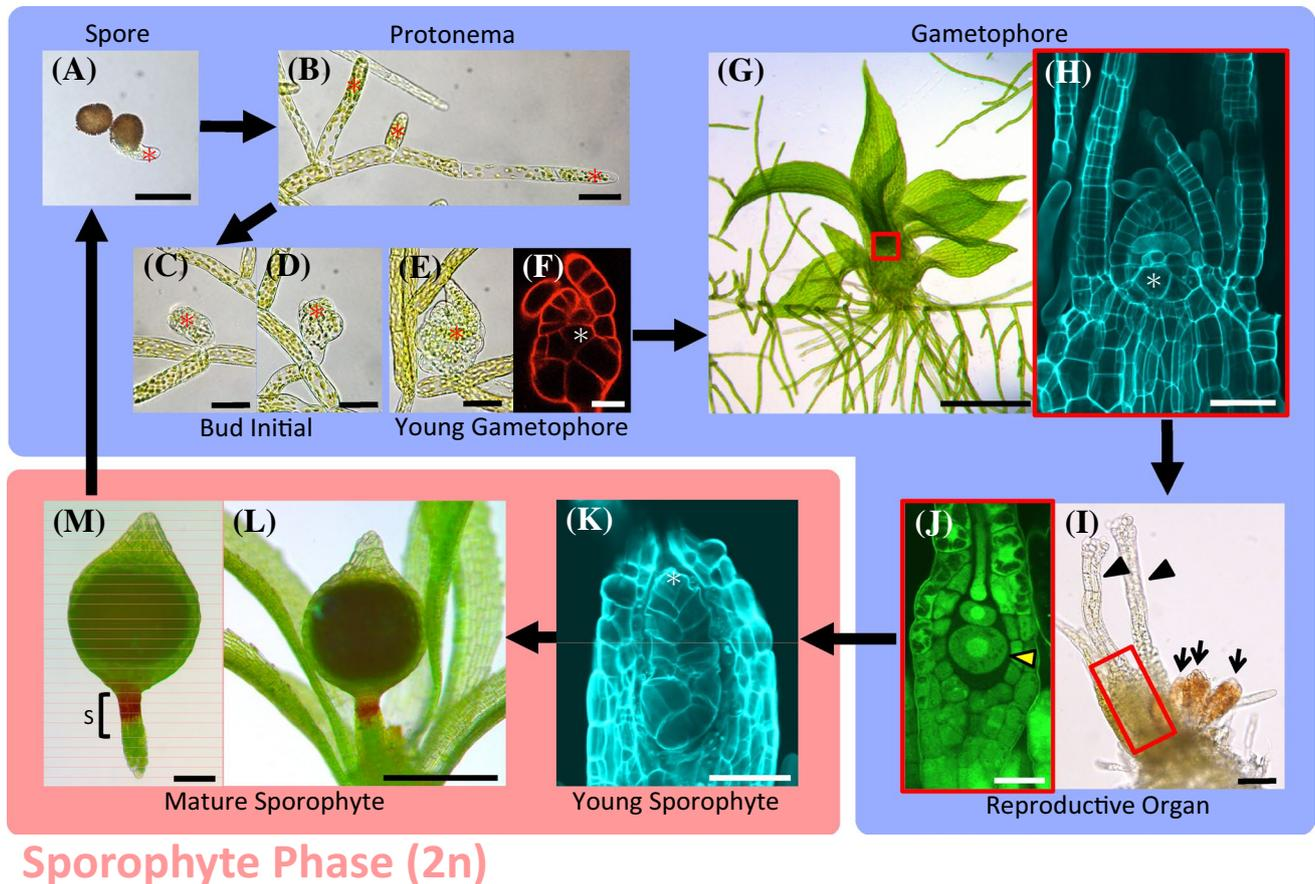 Spore
Protonema
Gametophore
(A)
(B)
(G)
(H)
(C)
(D)
(E)
(F)
Bud Initial
Young Gametophore
(M)
(L)
(K)
(J)
(I)
s
Mature Sporophyte
Young Sporophyte
Reproductive Organ
Sporophyte Phase (2n)